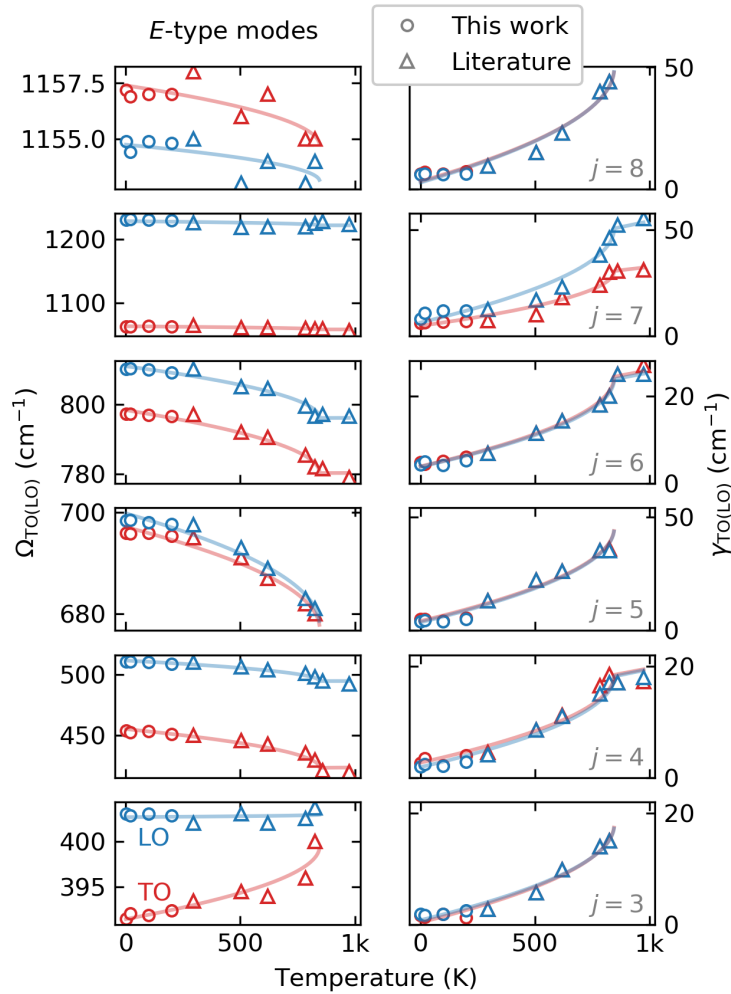 E-type modes
This work
Literature
1157.5
1155.0
50
0
j = 8
1200
1100
50
0
j = 7
800
780
20
0
j = 6
700
680
50
0
j = 5
500
450
20
0
j = 4
400
395
LO
TO
20
0
j = 3
0
500
1k
0
500
1k
Temperature (K)
Ω_TO(LO) (cm⁻¹)
γ_TO(LO) (cm⁻¹)